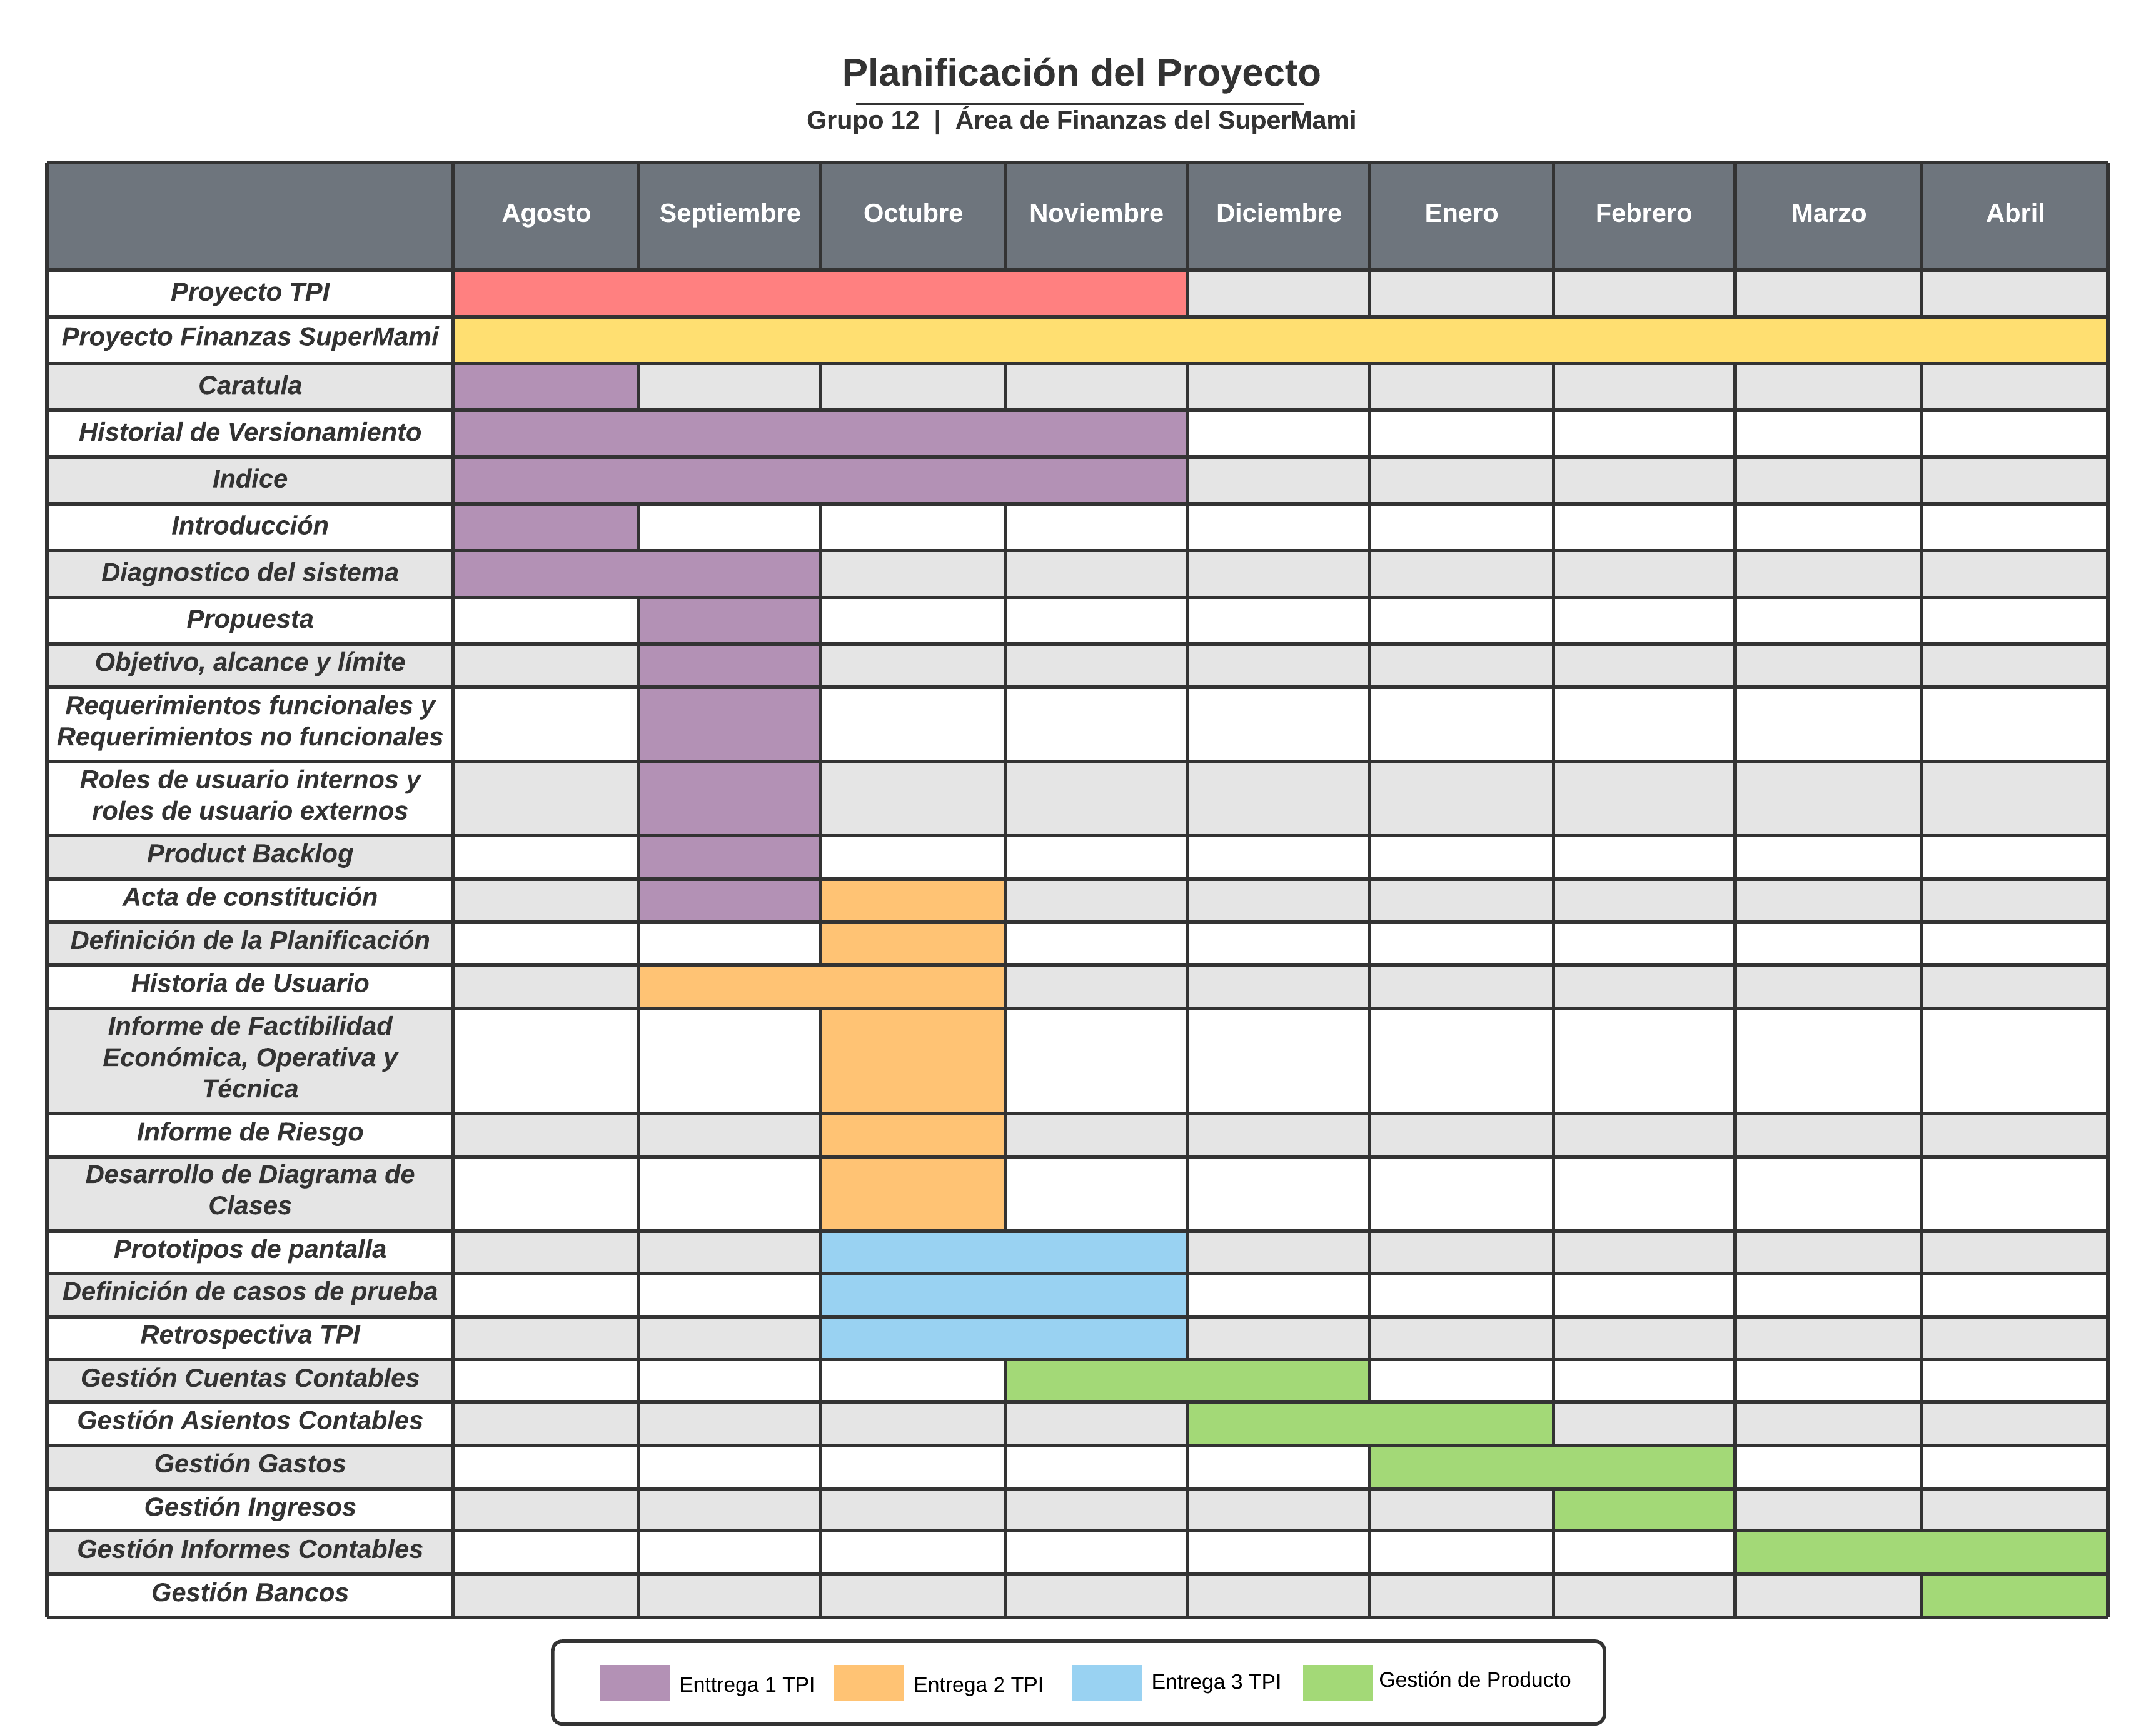 Planificación del Proyecto
Grupo 12 | Área de Finanzas del SuperMami
Agosto Septiembre Octubre Noviembre Diciembre Enero Febrero Marzo Abril
Proyecto TPI
Proyecto Finanzas SuperMami
Caratula
Historial de Versionamiento
Indice
Introducción
Diagnostico del sistema
Propuesta
Objetivo, alcance y límite
Requerimientos funcionales y
Requerimientos no funcionales
Roles de usuario internos y
roles de usuario externos
Product Backlog
Acta de constitución
Definición de la Planificación
Historia de Usuario
Informe de Factibilidad
Económica, Operativa y
Técnica
Informe de Riesgo
Desarrollo de Diagrama de
Clases
Prototipos de pantalla
Definición de casos de prueba
Retrospectiva TPI
Gestión Cuentas Contables
Gestión Asientos Contables
Gestión Gastos
Gestión Ingresos
Gestión Informes Contables
Gestión Bancos
Enttrega 1 TPI Entrega 2 TPI Entrega 3 TPI Gestión de Producto